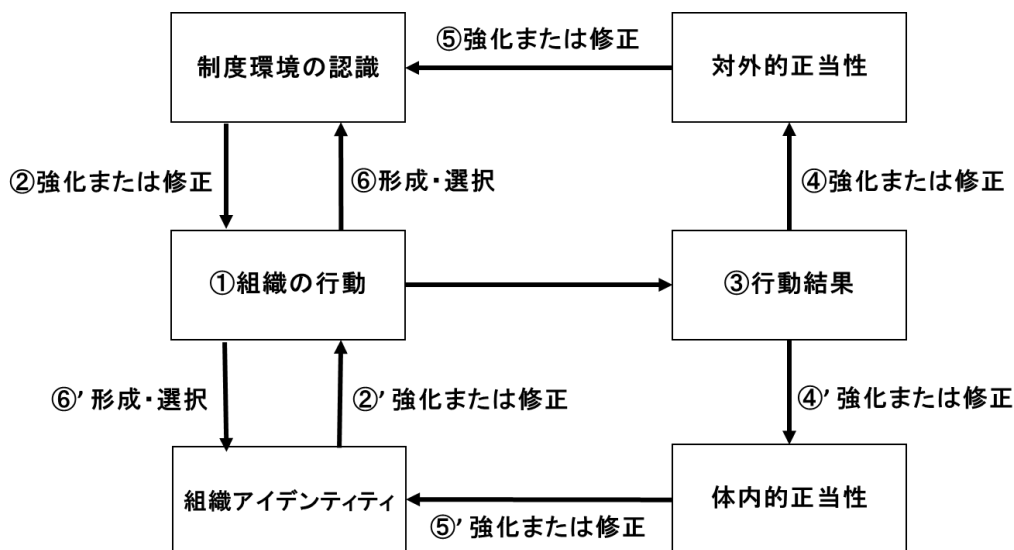 ⑤強化または修正
制度環境の認識
対外的正当性
②強化または修正
⑥形成・選択
④強化または修正
①組織の行動
③行動結果
⑥’形成・選択
②’強化または修正
④’強化または修正
組織アイデンティティ
体内的正当性
⑤’強化または修正